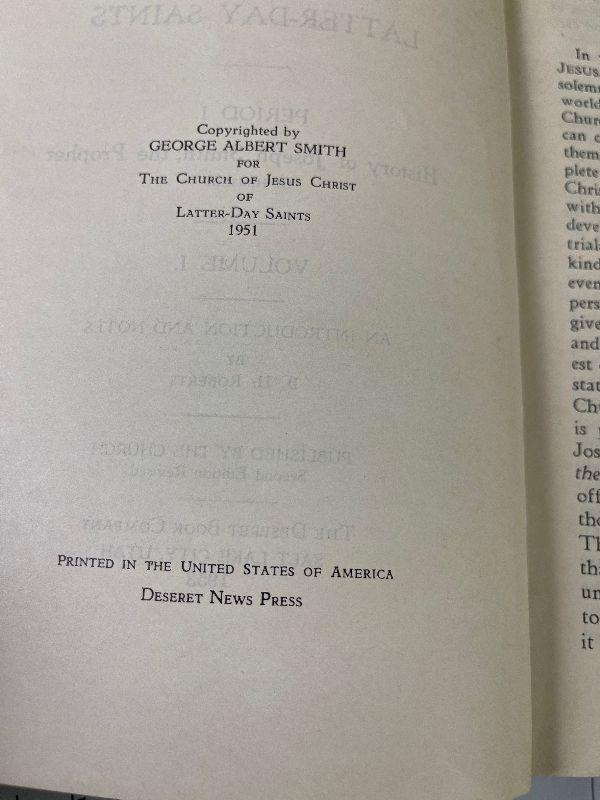 Copyrighted by
GEORGE ALBERT SMITH
FOR
THE CHURCH OF JESUS CHRIST
OF
LATTER-DAY SAINTS
1951
PRINTED IN THE UNITED STATES OF AMERICA
DESERET NEWS PRESS
LATTER-DAY SAINTS
PERIOD I
History of Joseph Smith, the Prophet
VOLUME I.
AN INTRODUCTION AND NOTES
BY
B. H. ROBERTS
PUBLISHED BY THE CHURCH
Second Edition Revised
THE DESERET BOOK COMPANY
SALT LAKE CITY, UTAH
In
JESUS
solem
world
Chur
can
them
plete
Chris
with
deve
trial
kind
even
pers
give
and
est
stat
Ch
is
Jos
the
off
tho
Th
tha
un
to
it